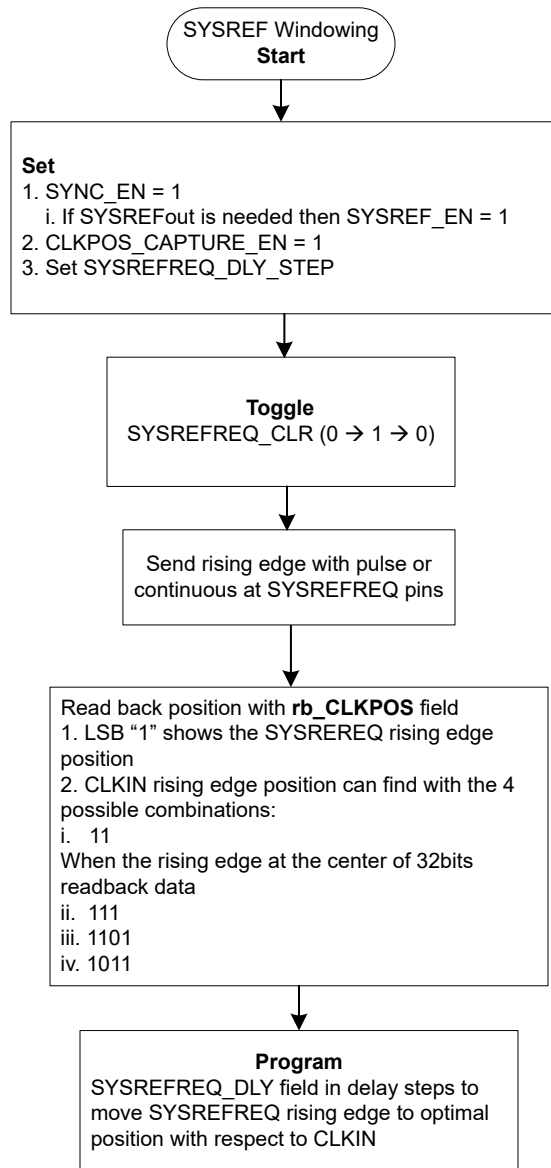 SYSREF Windowing
Start
Set
1. SYNC_EN = 1
i. If SYSREFout is needed then SYSREF_EN = 1
2. CLKPOS_CAPTURE_EN = 1
3. Set SYSREFREQ_DLY_STEP
Toggle
SYSREFREQ_CLR (0 → 1 → 0)
Send rising edge with pulse or
continuous at SYSREFREQ pins
Read back position with rb_CLKPOS field
1. LSB “1” shows the SYSREREQ rising edge
position
2. CLKIN rising edge position can find with the 4
possible combinations:
i. 11
When the rising edge at the center of 32bits
readback data
ii. 111
iii. 1101
iv. 1011
Program
SYSREFREQ_DLY field in delay steps to
move SYSREFREQ rising edge to optimal
position with respect to CLKIN